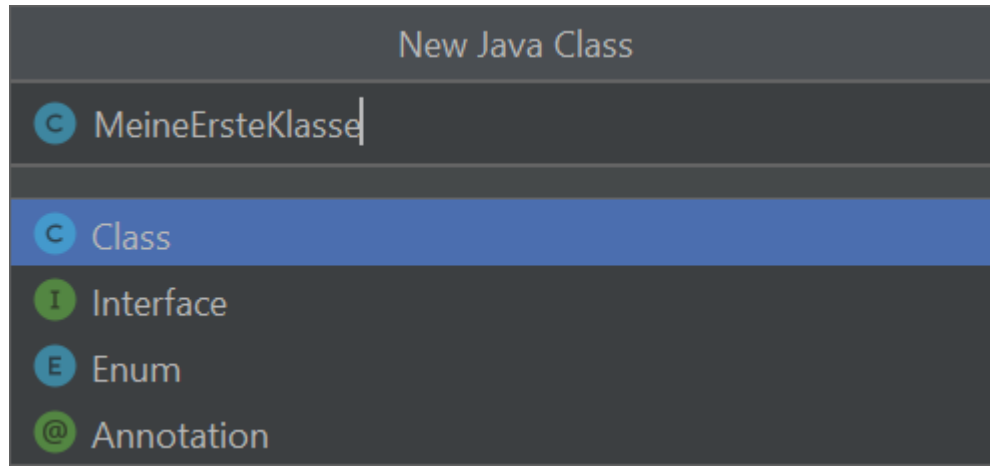 New Java Class
C MeineErsteKlasse
C Class
I Interface
E Enum
@ Annotation